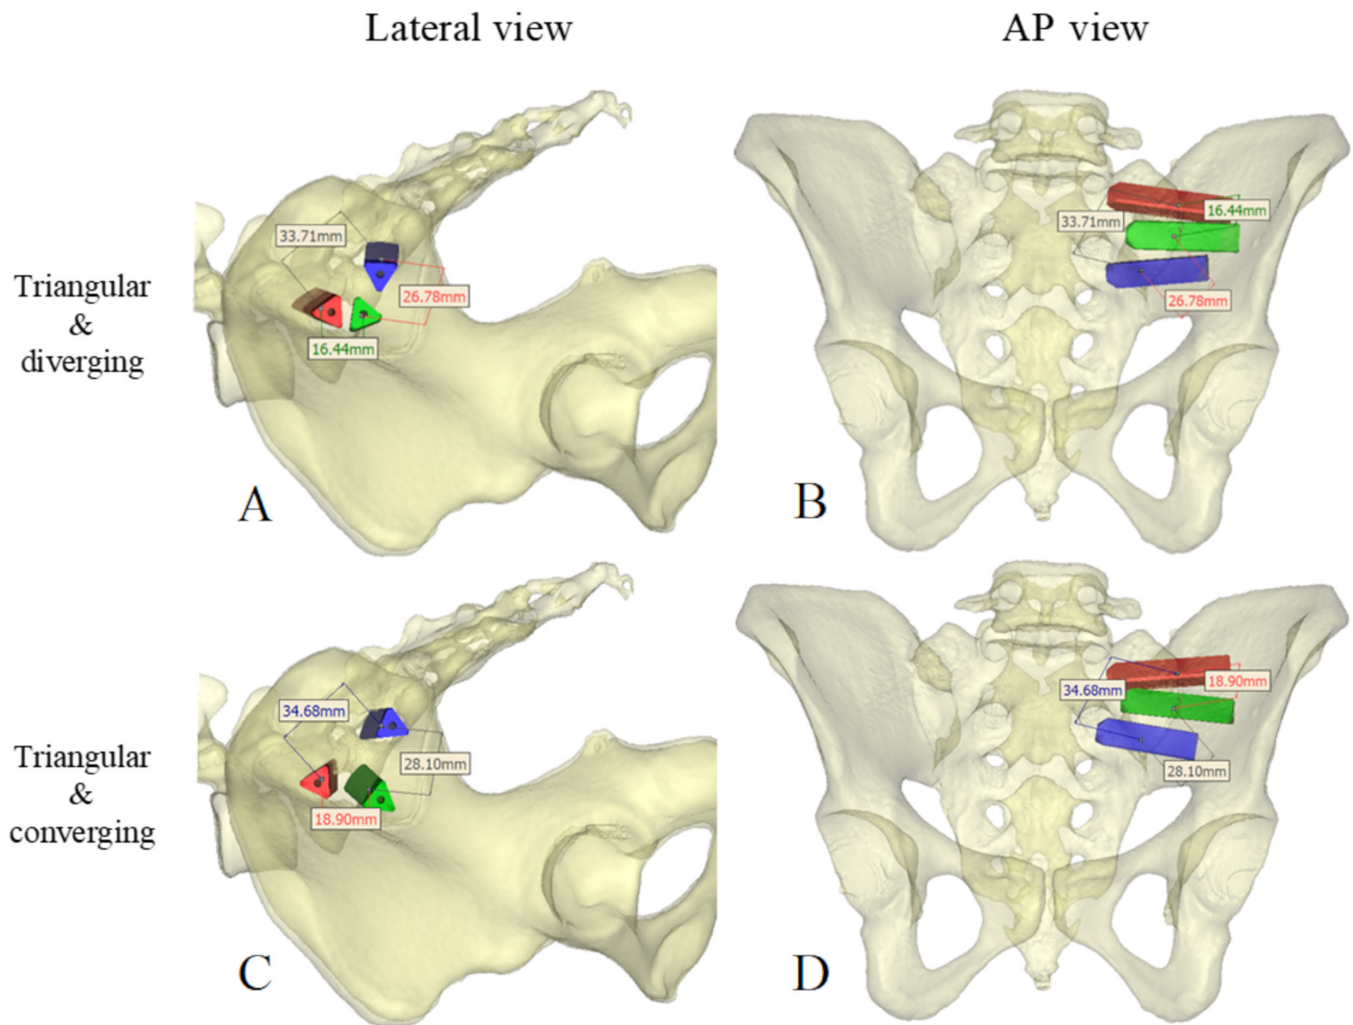 Lateral view
AP view
Triangular
&
diverging
33.71mm
26.78mm
16.44mm
A
33.71mm
16.44mm
26.78mm
B
Triangular
&
converging
34.68mm
28.10mm
18.90mm
C
34.68mm
18.90mm
28.10mm
D